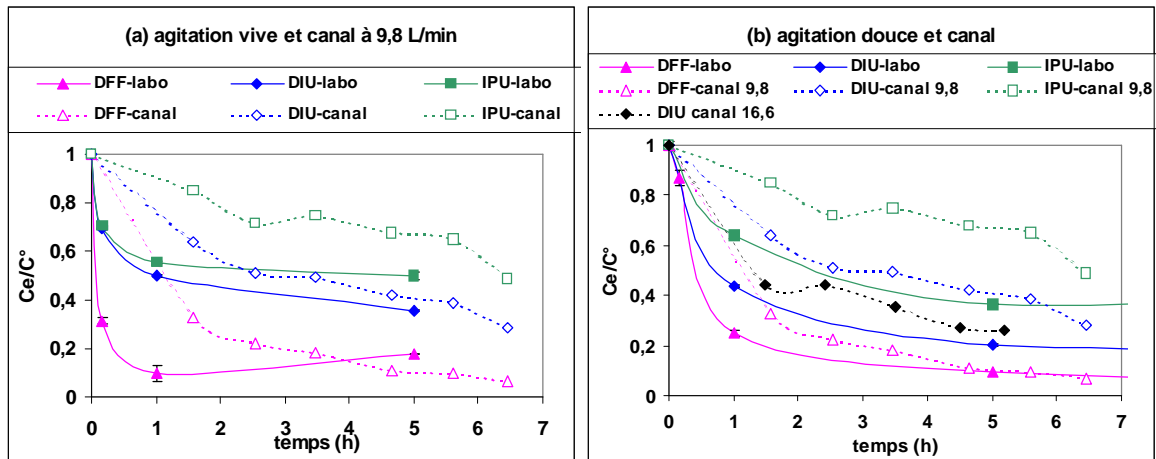 (a) agitation vive et canal à 9,8 L/min
DFF-labo DIU-labo IPU-labo
DFF-canal DIU-canal IPU-canal
1
0,8
0,6
0,4
0,2
0
Ce/C°
0 1 2 3 4 5 6 7
temps (h)
(b) agitation douce et canal
DFF-labo DIU-labo IPU-labo
DFF-canal 9,8 DIU-canal 9,8 IPU-canal 9,8
DIU canal 16,6
1
0,8
0,6
0,4
0,2
0
Ce/C°
0 1 2 3 4 5 6 7
temps (h)